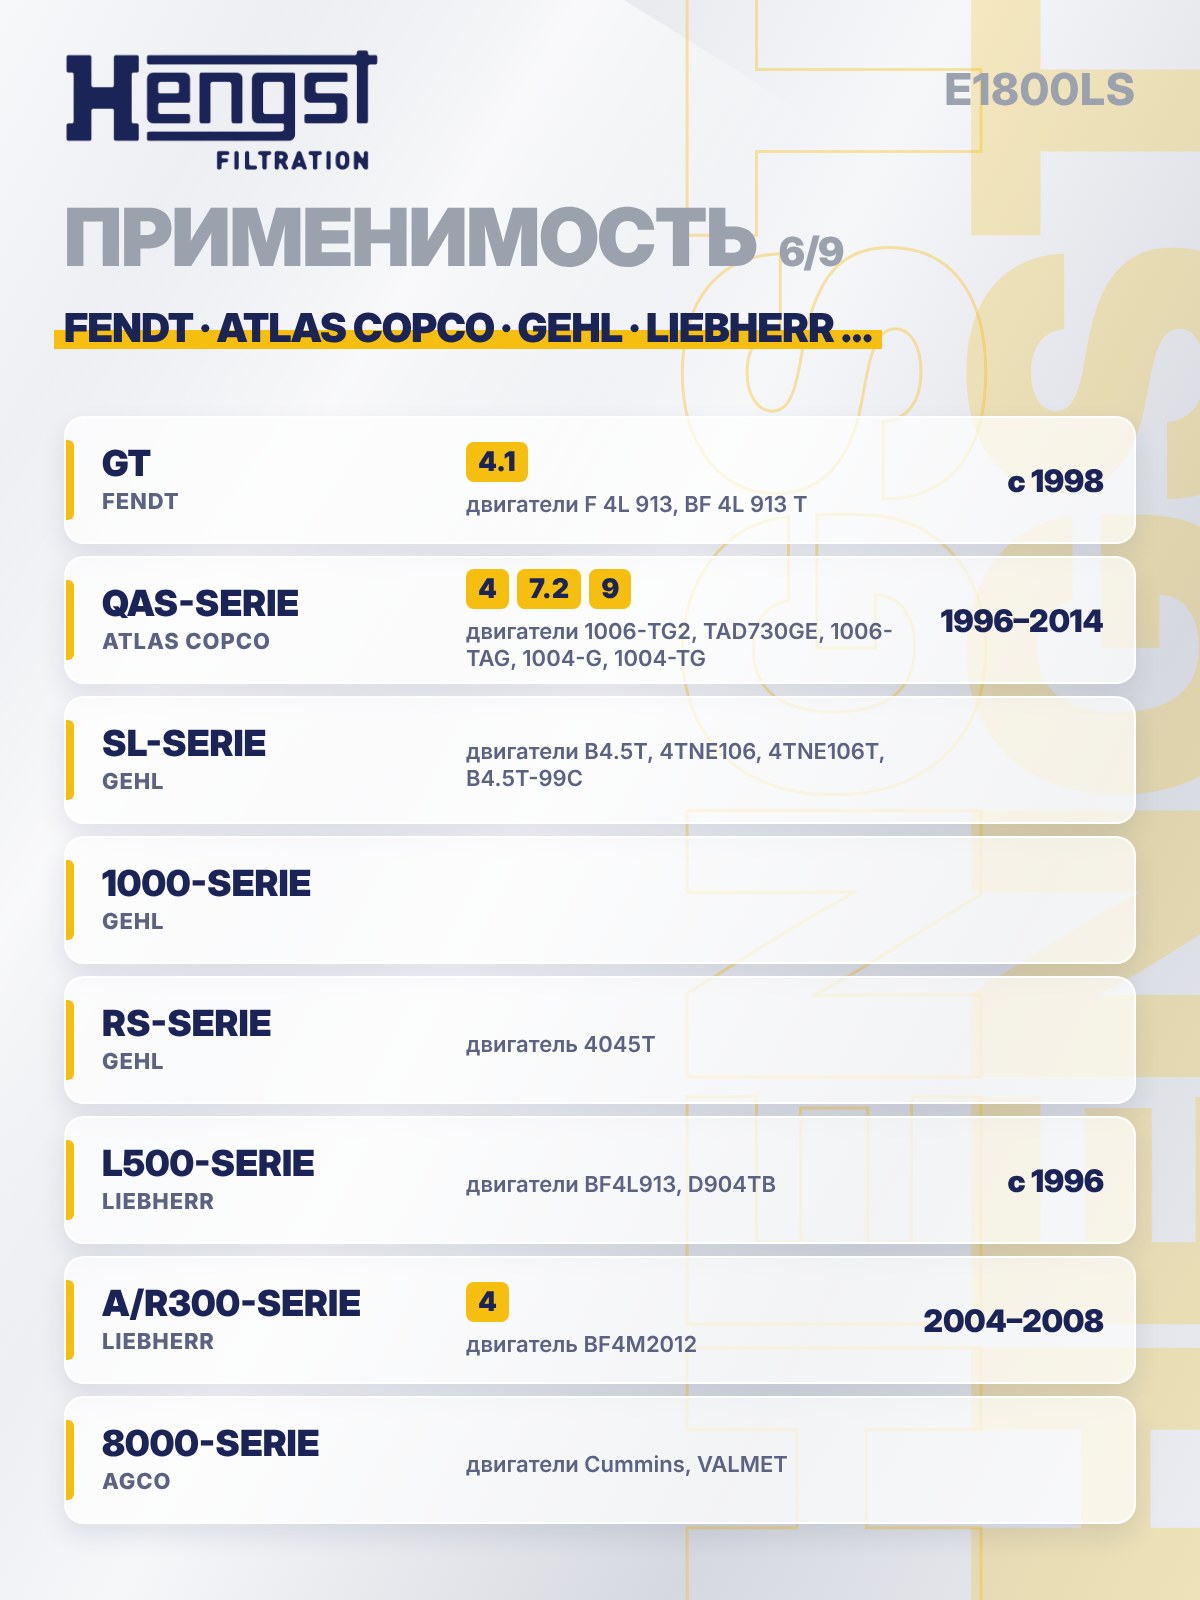 Hengst
FILTRATION
E1800LS
ПРИМЕНИМОСТЬ 6/9
FENDT · ATLAS COPCO · GEHL · LIEBHERR ...
GT
FENDT
4.1
двигатели F 4L 913, BF 4L 913 T
с 1998
QAS-SERIE
ATLAS COPCO
4 7.2 9
двигатели 1006-TG2, TAD730GE, 1006-
TAG, 1004-G, 1004-TG
1996–2014
SL-SERIE
GEHL
двигатели B4.5T, 4TNE106, 4TNE106T,
B4.5T-99C
1000-SERIE
GEHL
RS-SERIE
GEHL
двигатель 4045T
L500-SERIE
LIEBHERR
двигатели BF4L913, D904TB
с 1996
A/R300-SERIE
LIEBHERR
4
двигатель BF4M2012
2004–2008
8000-SERIE
AGCO
двигатели Cummins, VALMET
HENGST